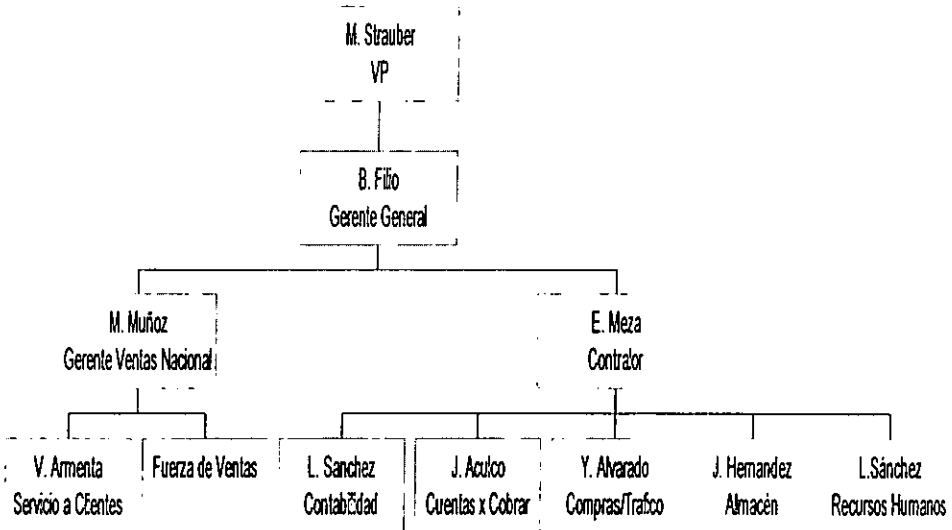 M. Strauber
VP
B. Filio
Gerente General
M. Muñoz
Gerente Ventas Nacional
E. Meza
Contralor
V. Armenta
Servicio a Clientes
Fuerza de Ventas
L. Sanchez
Contabilidad
J. Aculco
Cuentas x Cobrar
Y. Alvarado
Compras/Trafico
J. Hernandez
Almacén
L.Sánchez
Recursos Humanos